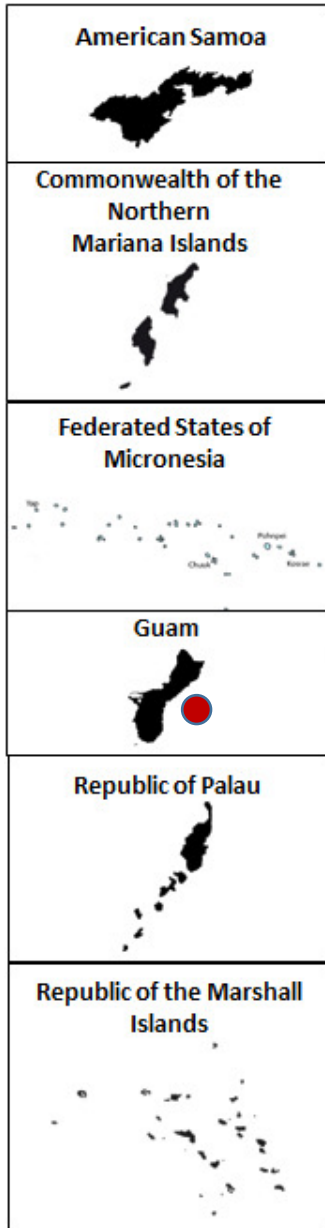 American Samoa
Commonwealth of the
Northern
Mariana Islands
Federated States of
Micronesia
Yap
Pohnpei
Chuuk
Kosrae
Guam
Republic of Palau
Republic of the Marshall
Islands